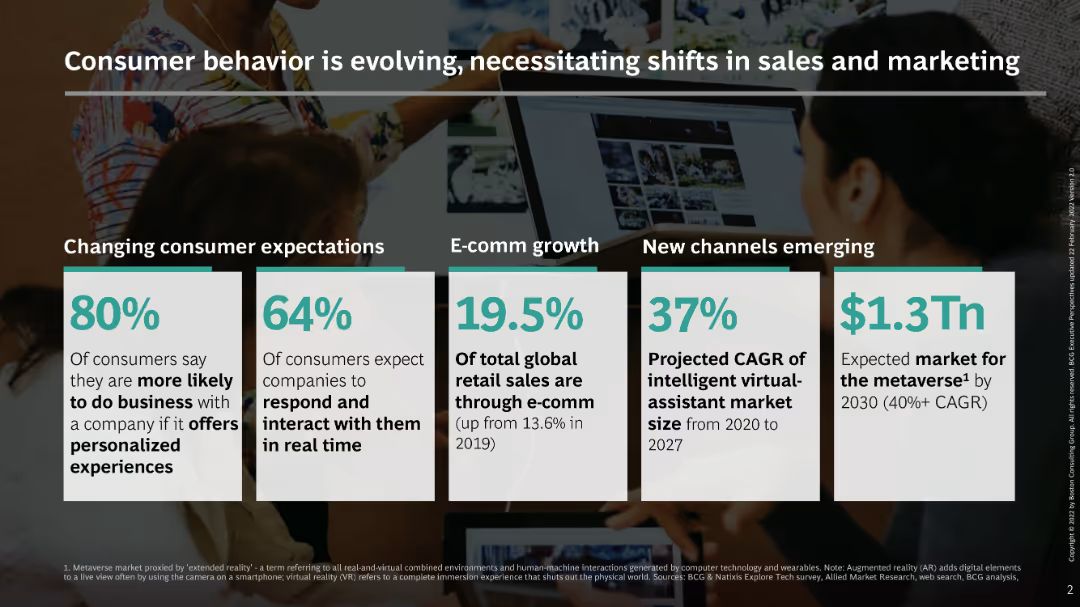 Consumer behavior is evolving, necessitating shifts in sales and marketing
Changing consumer expectations
80%
Of consumers say
they are more likely
to do business with
a company if it offers
personalized
experiences
64%
Of consumers expect
companies to
respond and
interact with them
in real time
E-comm growth
19.5%
Of total global
retail sales are
through e-comm
(up from 13.6% in
2019)
New channels emerging
37%
Projected CAGR of
intelligent virtual-
assistant market
size from 2020 to
2027
$1.3Tn
Expected market for
the metaverse¹ by
2030 (40%+ CAGR)
1. Metaverse market proxied by 'extended reality' - a term referring to all real-and-virtual combined environments and human-machine interactions generated by computer technology and wearables, Note: Augmented reality (AR) adds digital elements
to a live view often by using the camera on a smartphone; virtual reality (VR) refers to a complete immersion experience that shuts out the physical world. Sources: BCG & Natixis Explore Tech survey, Allied Market Research, web search, BCG analysis,
Copyright © 2022 by Boston Consulting Group. All rights reserved. BCG Executive Perspectives updated 22 February 2022 Version 2.0
2